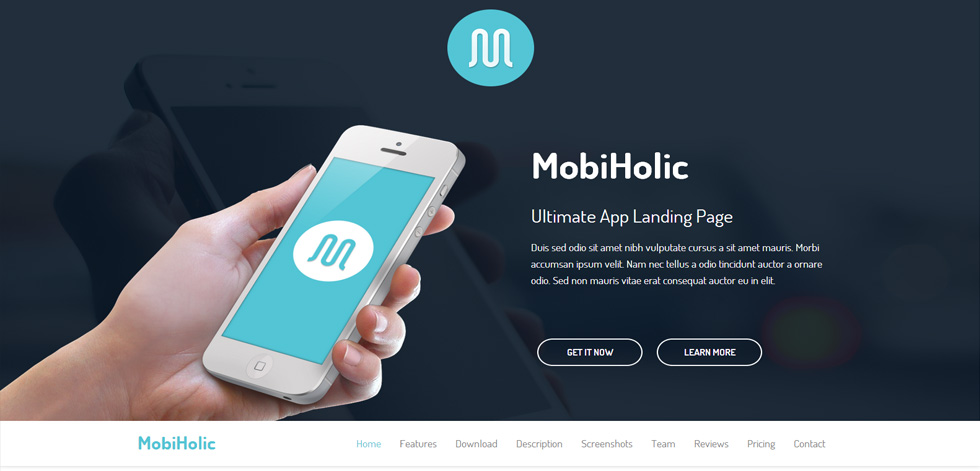 MobiHolic
Ultimate App Landing Page
Duis sed odio sit amet nibh vulputate cursus a sit amet mauris. Morbi
accumsan ipsum velit. Nam nec tellus a odio tincidunt auctor a ornare
odio. Sed non mauris vitae erat consequat auctor eu in elit.
GET IT NOW LEARN MORE
MobiHolic Home Features Download Description Screenshots Team Reviews Pricing Contact